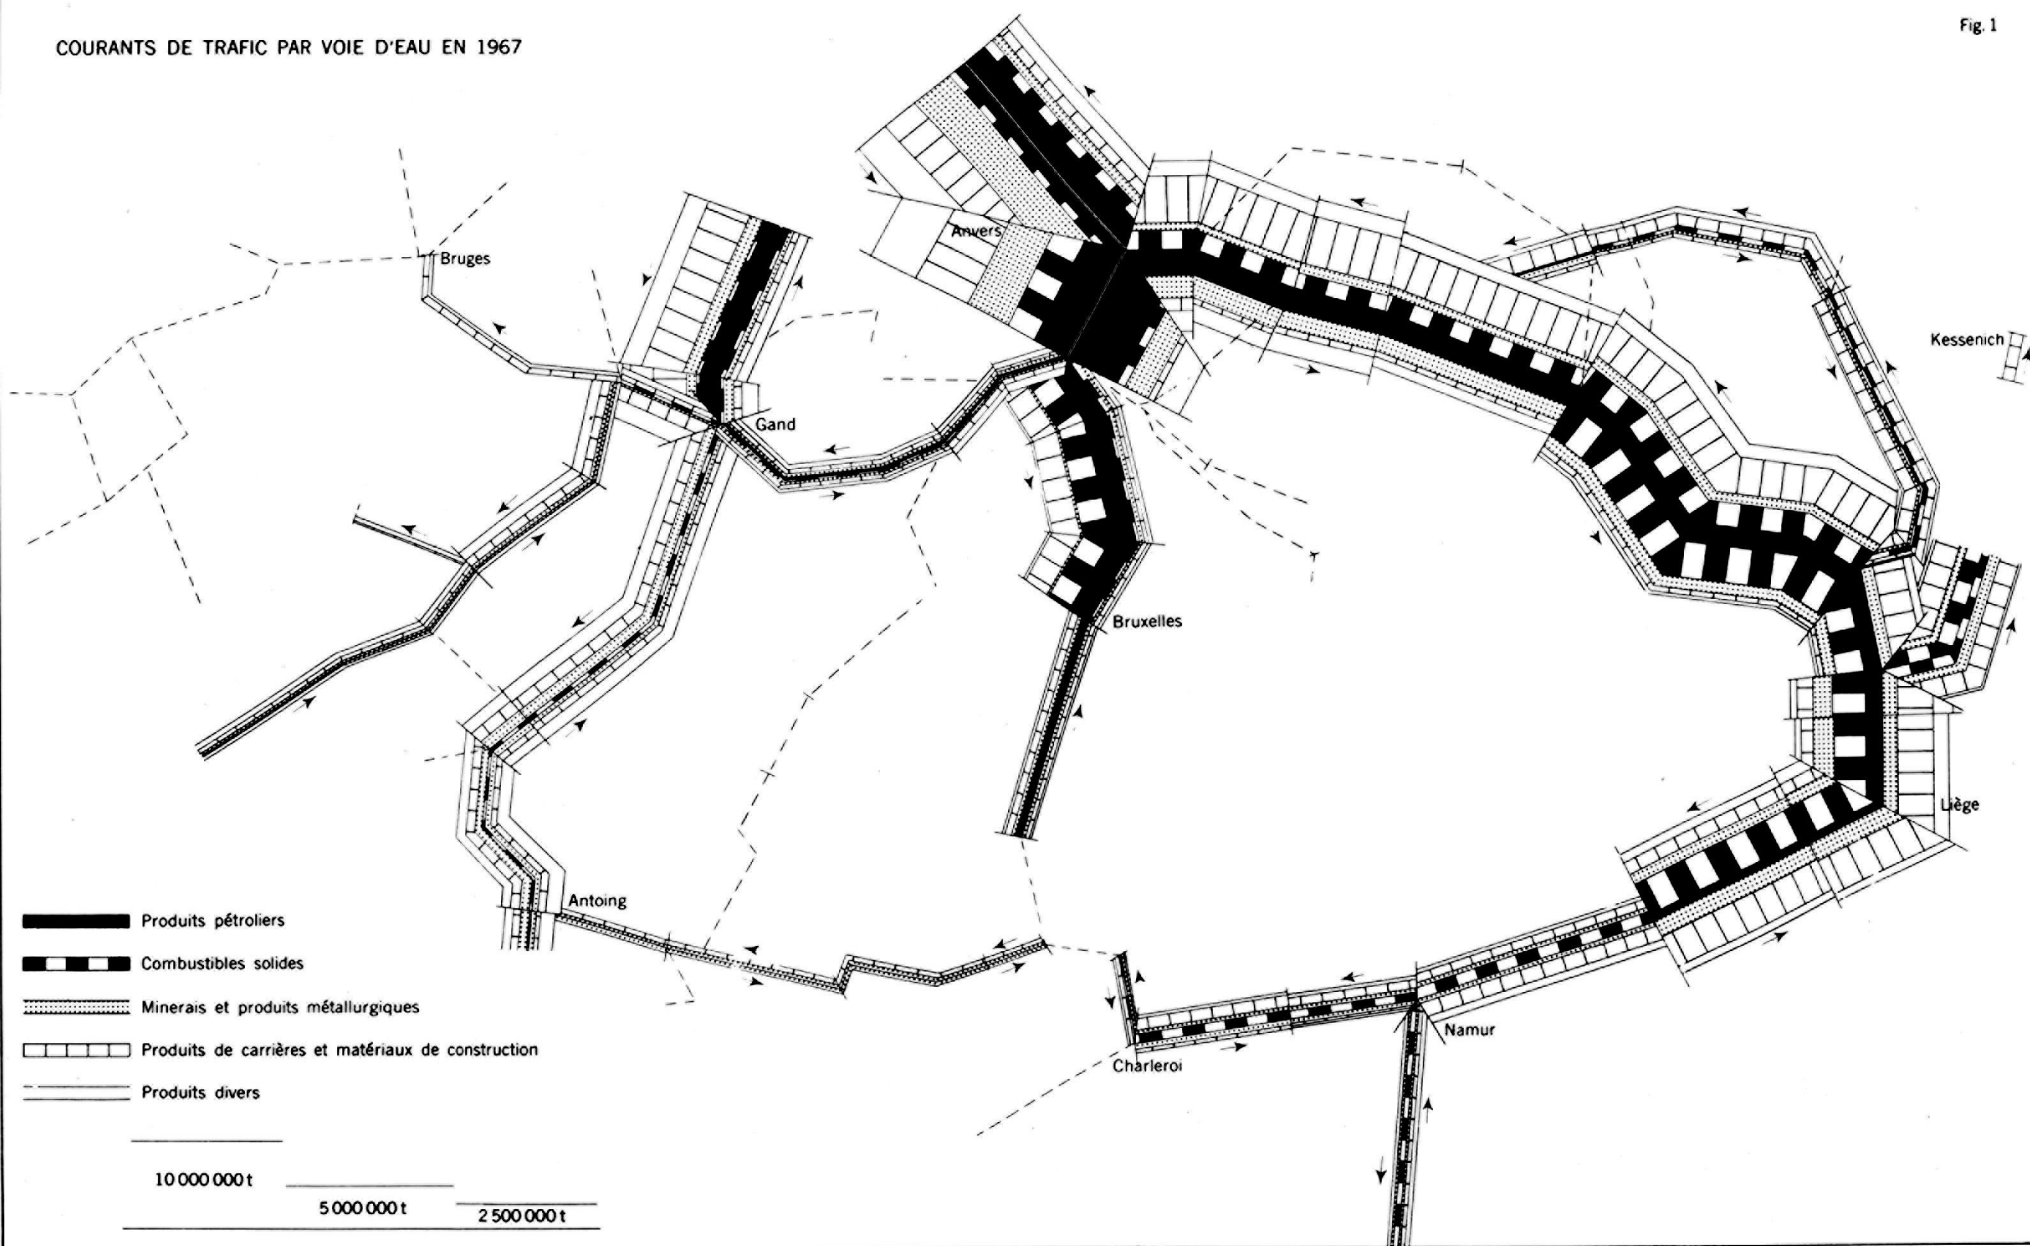 Fig. 1
COURANTS DE TRAFIC PAR VOIE D'EAU EN 1967
Bruges
Anvers
Kessenich
Gand
Bruxelles
Liège
Antoing
Namur
Charleroi
Produits pétroliers
Combustibles solides
Minerais et produits métallurgiques
Produits de carrières et matériaux de construction
Produits divers
10 000 000 t
5 000 000 t
2 500 000 t